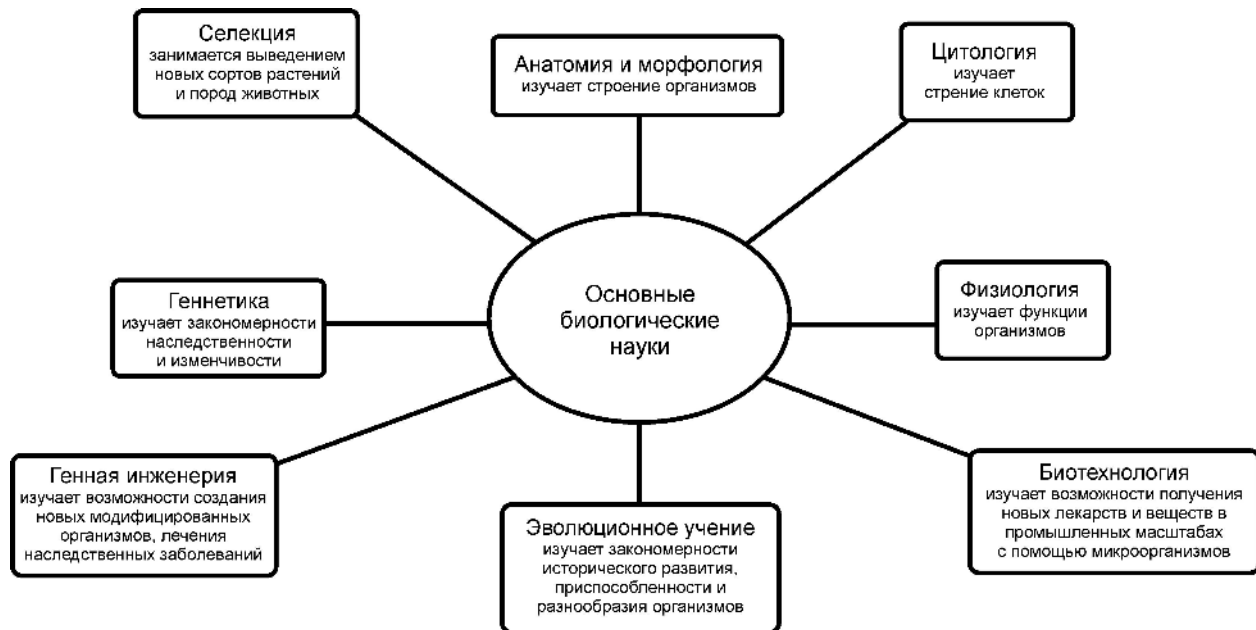 Селекция
занимается выведением
новых сортов растений
и пород животных
Анатомия и морфология
изучает строение организмов
Цитология
изучает
стрение клеток
Геннетика
изучает закономерности
наследственности
и изменчивости
Основные
биологические
науки
Физиология
изучает функции
организмов
Генная инженерия
изучает возможности создания
новых модифицированных
организмов, лечения
наследственных заболеваний
Эволюционное учение
изучает закономерности
исторического развития,
приспособленности и
разнообразия организмов
Биотехнология
изучает возможности получения
новых лекарств и веществ в
промышленных масштабах
с помощью микроорганизмов